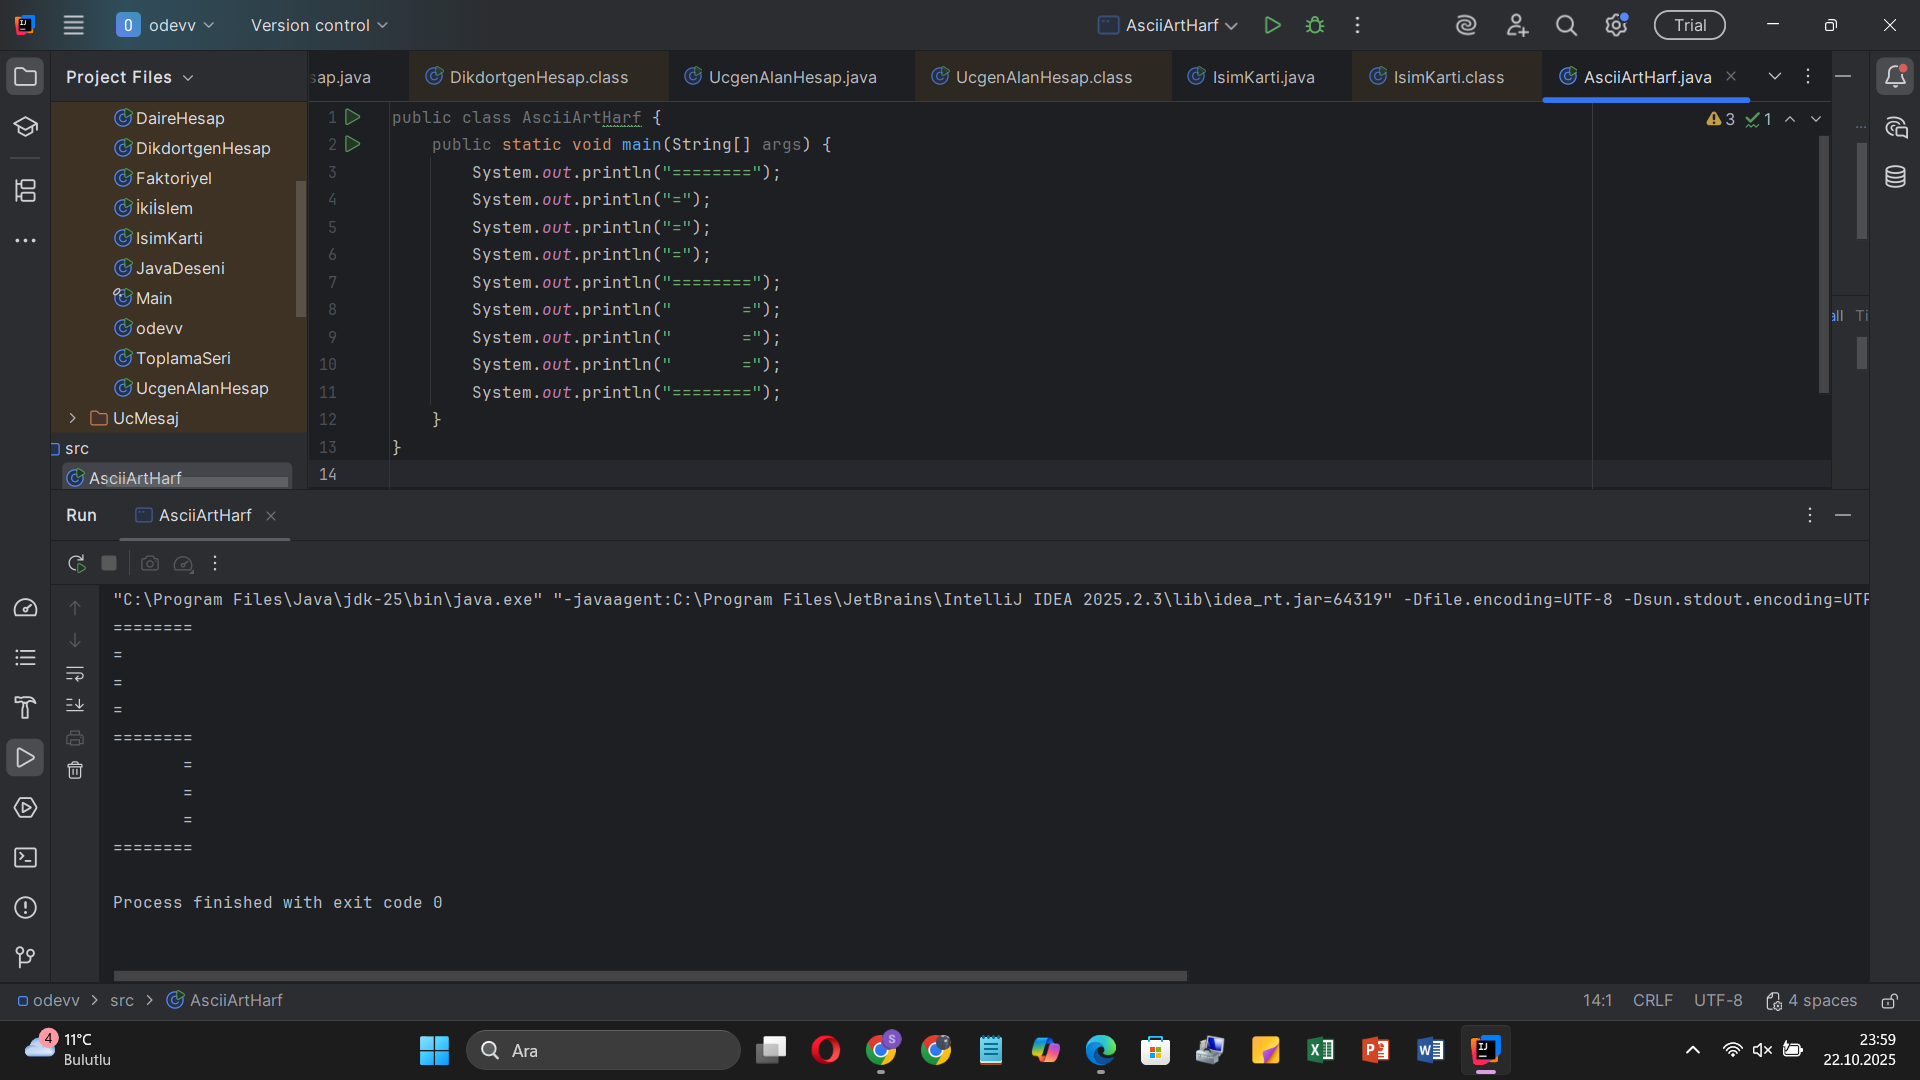 odevv
Version control
AsciiArtHarf
Trial
Project Files
sap.java
DikdortgenHesap.class
UcgenAlanHesap.java
UcgenAlanHesap.class
IsimKarti.java
IsimKarti.class
AsciiArtHarf.java
DaireHesap
DikdortgenHesap
Faktoriyel
İkiİslem
IsimKarti
JavaDeseni
Main
odevv
ToplamaSeri
UcgenAlanHesap
UcMesaj
src
AsciiArtHarf
1 public class AsciiArtHarf {
2     public static void main(String[] args) {
3         System.out.println("========");
4         System.out.println("=");
5         System.out.println("=");
6         System.out.println("=");
7         System.out.println("========");
8         System.out.println("       =");
9         System.out.println("       =");
10         System.out.println("       =");
11         System.out.println("========");
12     }
13 }
14
3 1
all Ti
Run
AsciiArtHarf
"C:\Program Files\Java\jdk-25\bin\java.exe" "-javaagent:C:\Program Files\JetBrains\IntelliJ IDEA 2025.2.3\lib\idea_rt.jar=64319" -Dfile.encoding=UTF-8 -Dsun.stdout.encoding=UTF
========
=
=
=
========
       =
       =
       =
========
Process finished with exit code 0
odevv > src > AsciiArtHarf
14:1 CRLF UTF-8 4 spaces
4
11°C
Bulutlu
Ara
23:59
22.10.2025